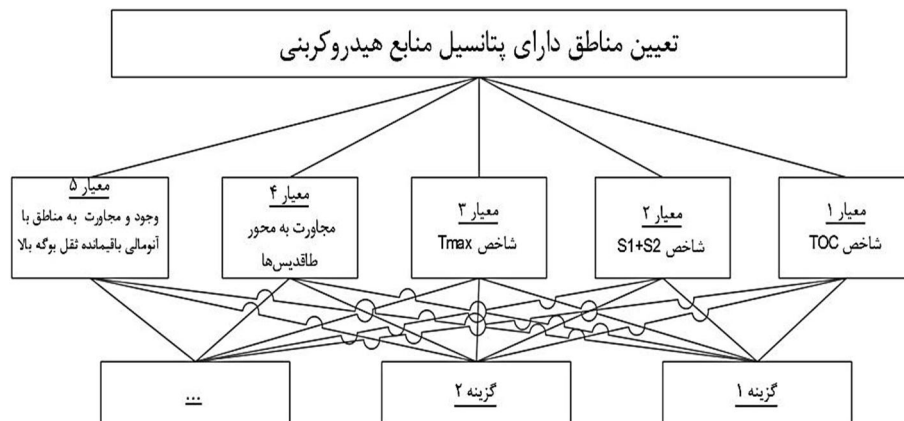 تعیین مناطق دارای پتانسیل منابع هیدروکربنی
معیار ۱
شاخص TOC
معیار ۲
شاخص S1+S2
معیار ۳
شاخص Tmax
معیار ۴
مجاورت به محور
طاقدیس‌ها
معیار ۵
وجود و مجاورت به مناطق با
آنومالی باقیمانده ثقل بوگه بالا
گزینه ۱
گزینه ۲
...